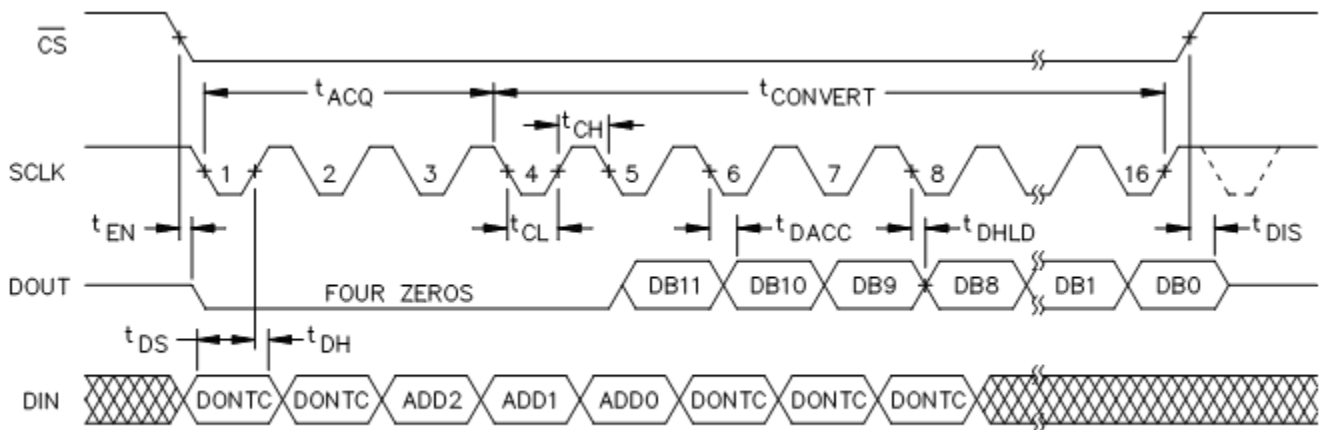 CS
tACQ
tCONVERT
tCH
SCLK
1 2 3 4 5 6 7 8 16
tEN
tCL
tDACC
tDHLD
tDIS
DOUT
FOUR ZEROS
DB11 DB10 DB9 DB8 DB1 DB0
tDS
tDH
DIN
DONTC DONTC ADD2 ADD1 ADD0 DONTC DONTC DONTC